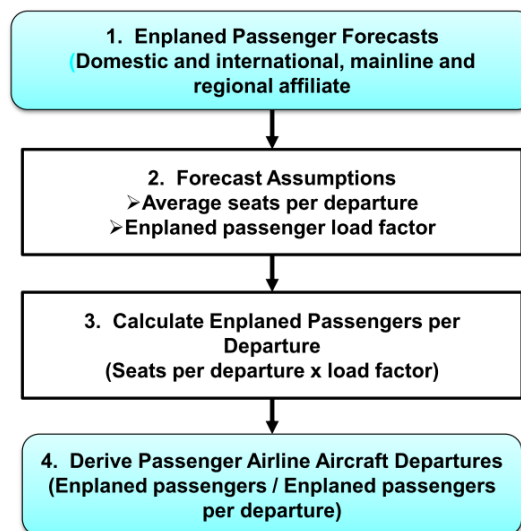 1. Enplaned Passenger Forecasts
(Domestic and international, mainline and
regional affiliate
2. Forecast Assumptions
➢Average seats per departure
➢Enplaned passenger load factor
3. Calculate Enplaned Passengers per
Departure
(Seats per departure x load factor)
4. Derive Passenger Airline Aircraft Departures
(Enplaned passengers / Enplaned passengers
per departure)